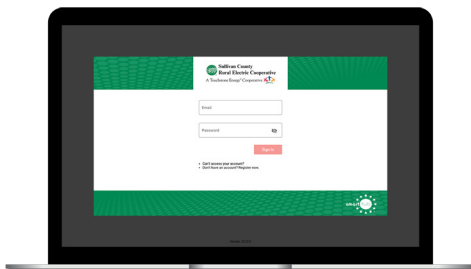 Sullivan County
Rural Electric Cooperative
A Touchstone Energy® Cooperative
Email
Password
Sign In
Can't access your account?
Don't have an account? Register now.
smart